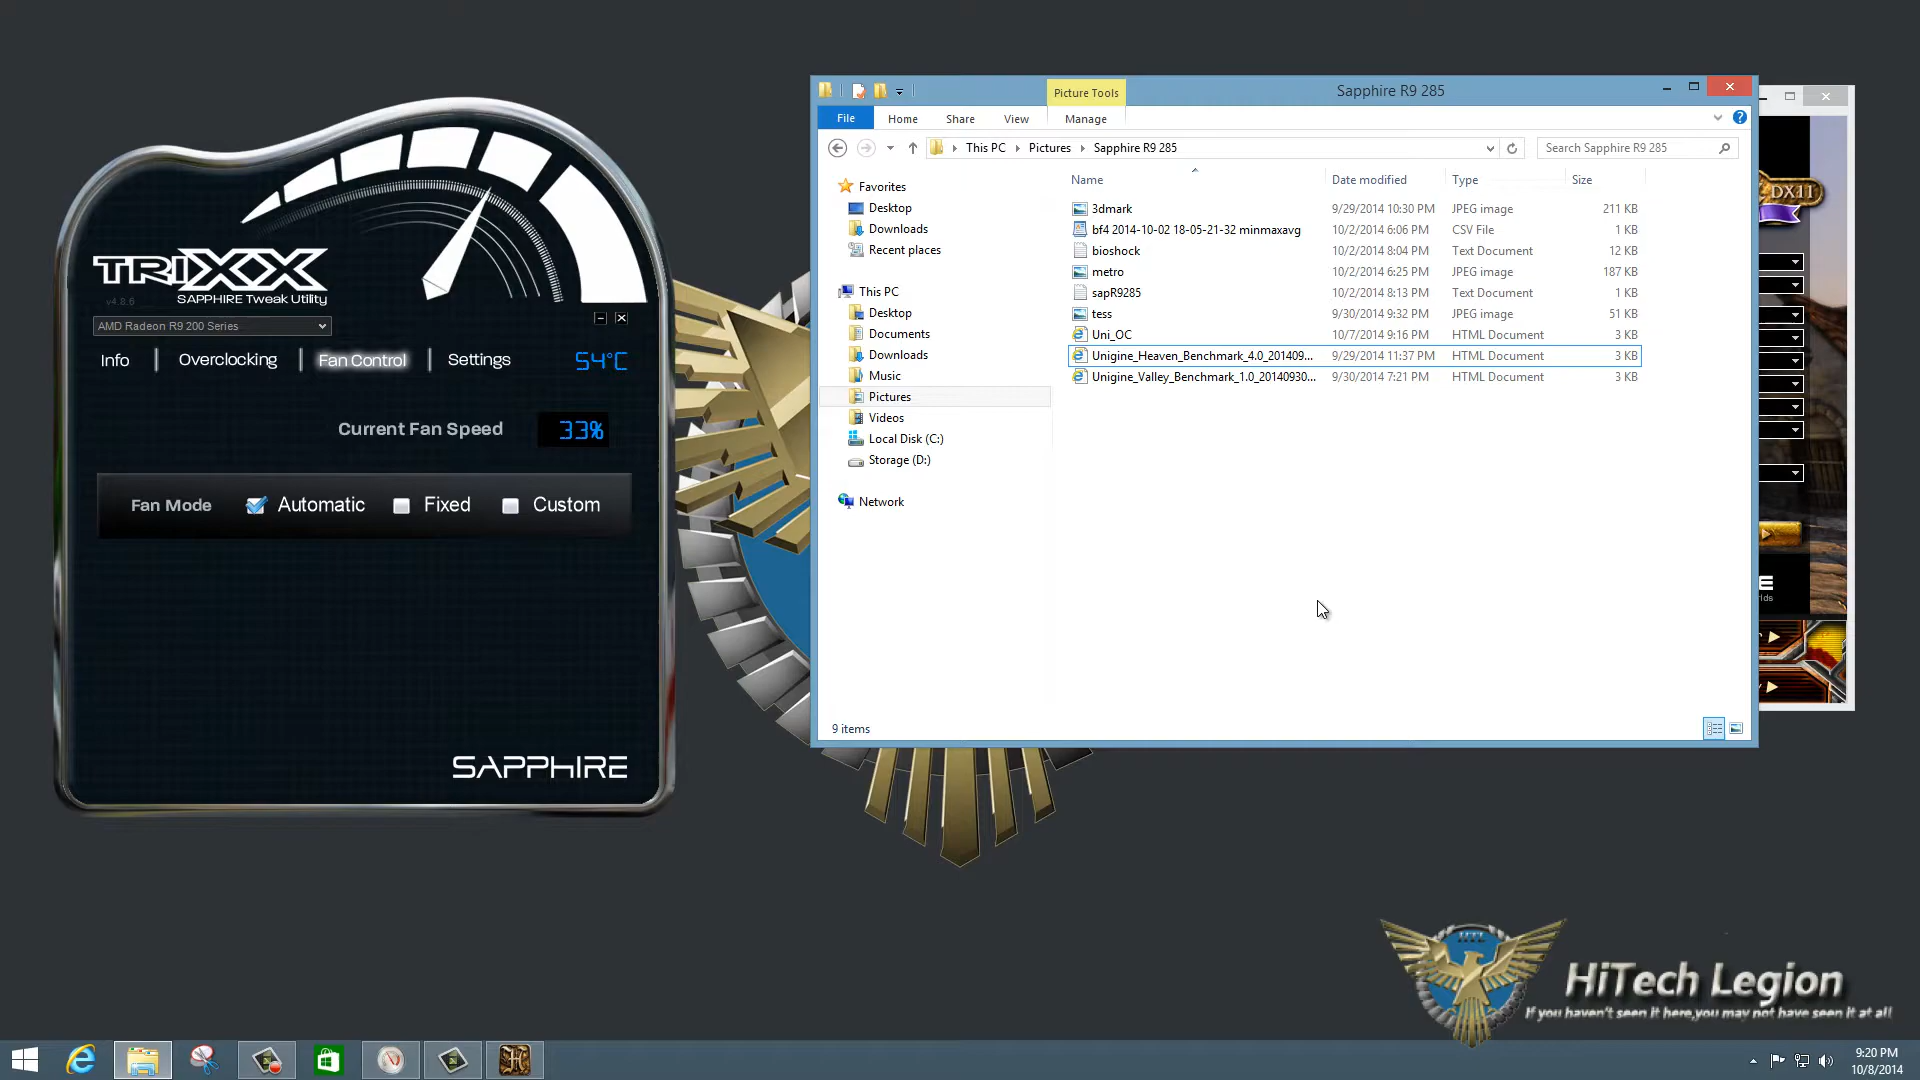 TRIXX
SAPPHIRE Tweak Utility
v4.8.6
AMD Radeon R9 200 Series
Info
Overclocking
Fan Control
Settings
54°C
Current Fan Speed
33%
Fan Mode
Automatic
Fixed
Custom
SAPPHIRE
Picture Tools
Sapphire R9 285
File
Home
Share
View
Manage
This PC
Pictures
Sapphire R9 285
Search Sapphire R9 285
Favorites
Desktop
Downloads
Recent places
This PC
Desktop
Documents
Downloads
Music
Pictures
Videos
Local Disk (C:)
Storage (D:)
Network
Name Date modified Type Size
3dmark 9/29/2014 10:30 PM JPEG image 211 KB
bf4 2014-10-02 18-05-21-32 minmaxavg 10/2/2014 6:06 PM CSV File 1 KB
bioshock 10/2/2014 8:04 PM Text Document 12 KB
metro 10/2/2014 6:25 PM JPEG image 187 KB
sapR9285 10/2/2014 8:13 PM Text Document 1 KB
tess 9/30/2014 9:32 PM JPEG image 51 KB
Uni_OC 10/7/2014 9:16 PM HTML Document 3 KB
Unigine_Heaven_Benchmark_4.0_201409... 9/29/2014 11:37 PM HTML Document 3 KB
Unigine_Valley_Benchmark_1.0_20140930... 9/30/2014 7:21 PM HTML Document 3 KB
9 items
DX11
HTL
HiTech Legion
If you haven't seen it here, you may not have seen it at all
9:20 PM
10/8/2014